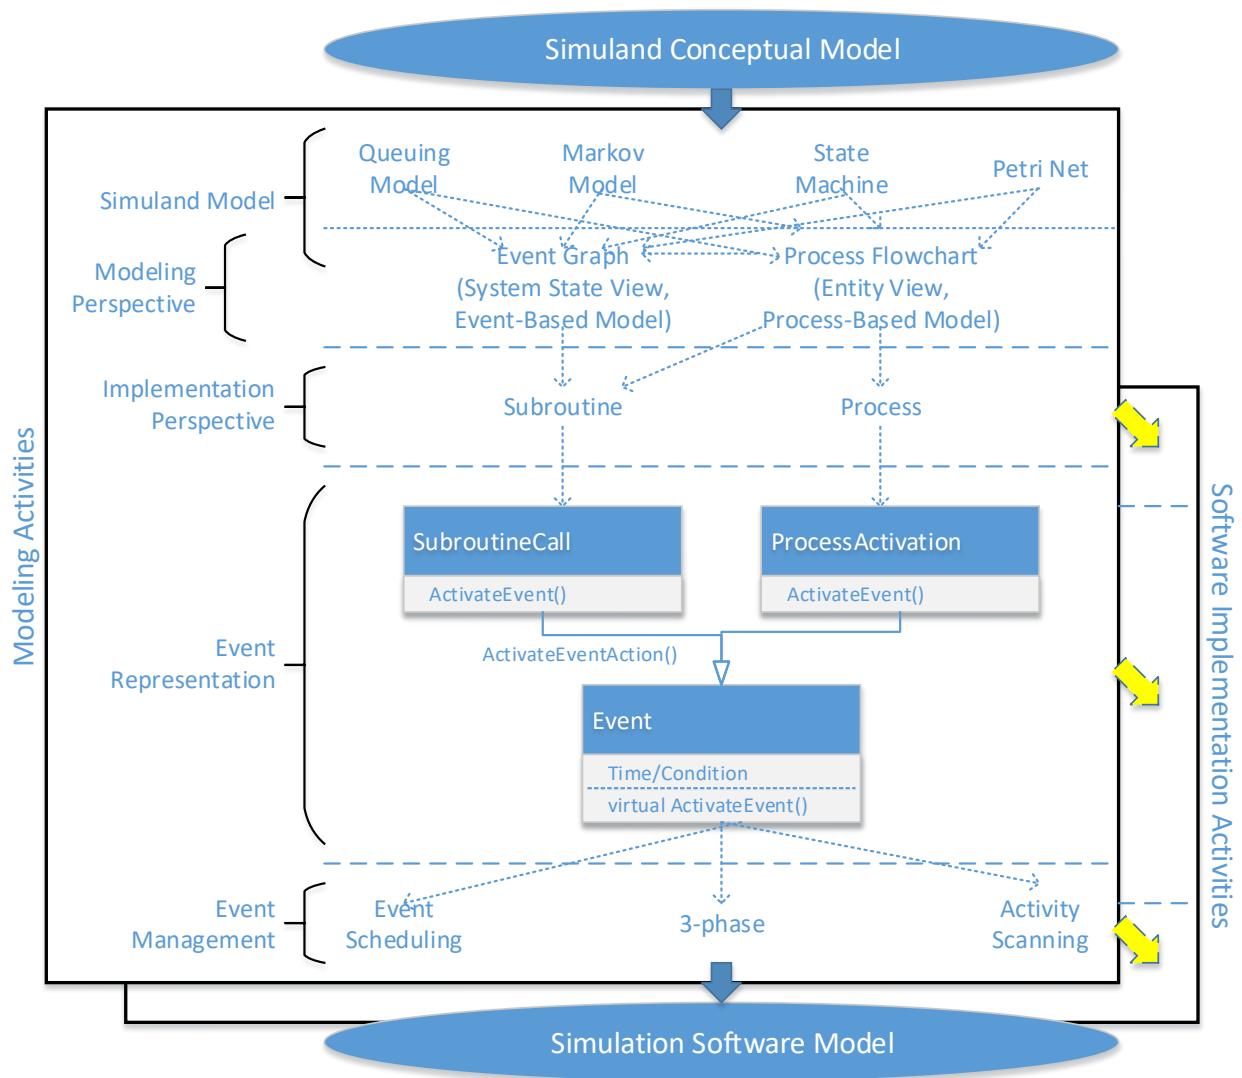 Simuland Conceptual Model
Queuing
Model
Markov
Model
State
Machine
Petri Net
Simuland Model
Modeling
Perspective
Event Graph
(System State View,
Event-Based Model)
Process Flowchart
(Entity View,
Process-Based Model)
Implementation
Perspective
Subroutine
Process
Modeling Activities
Software Implementation Activities
Event
Representation
SubroutineCall
ActivateEvent()
ProcessActivation
ActivateEvent()
ActivateEventAction()
Event
Time/Condition
virtual ActivateEvent()
Event
Management
Event
Scheduling
3-phase
Activity
Scanning
Simulation Software Model